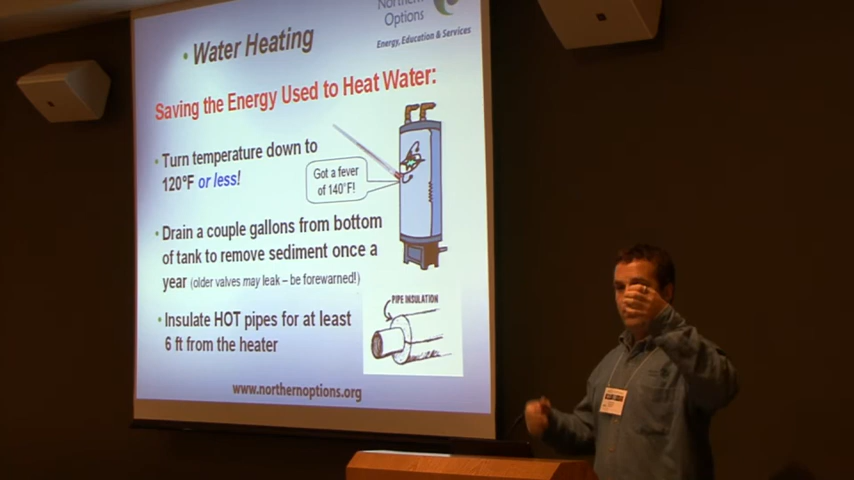 Northern
Options
Energy, Education & Services
• Water Heating
Saving the Energy Used to Heat Water:
• Turn temperature down to
120°F or less!
Got a fever
of 140°F!
• Drain a couple gallons from bottom
of tank to remove sediment once a
year (older valves may leak – be forewarned!)
PIPE INSULATION
• Insulate HOT pipes for at least
6 ft from the heater
www.northernoptions.org